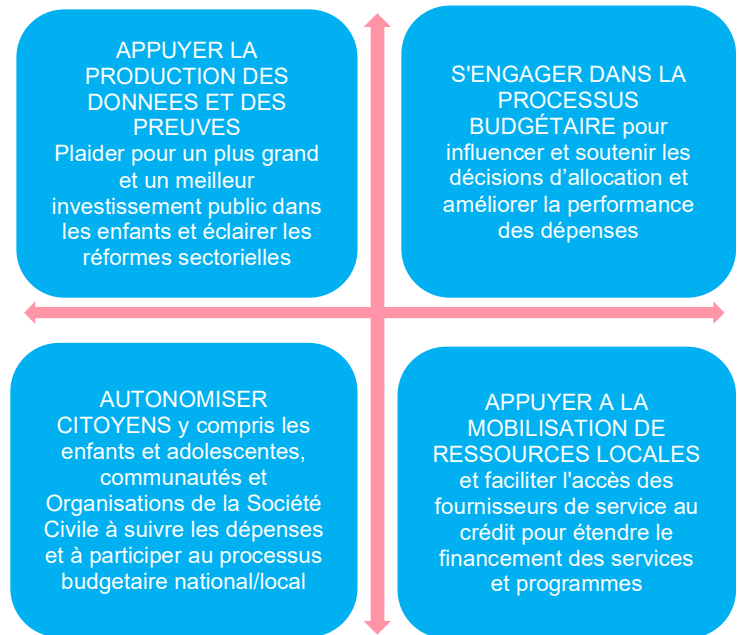 APPUYER LA
PRODUCTION DES
DONNEES ET DES
PREUVES
Plaider pour un plus grand
et un meilleur
investissement public dans
les enfants et éclairer les
réformes sectorielles
S'ENGAGER DANS LA
PROCESSUS
BUDGÉTAIRE pour
influencer et soutenir les
décisions d’allocation et
améliorer la performance
des dépenses
AUTONOMISER
CITOYENS y compris les
enfants et adolescentes,
communautés et
Organisations de la Société
Civile à suivre les dépenses
et à participer au processus
budgetaire national/local
APPUYER A LA
MOBILISATION DE
RESSOURCES LOCALES
et faciliter l'accès des
fournisseurs de service au
crédit pour étendre le
financement des services
et programmes